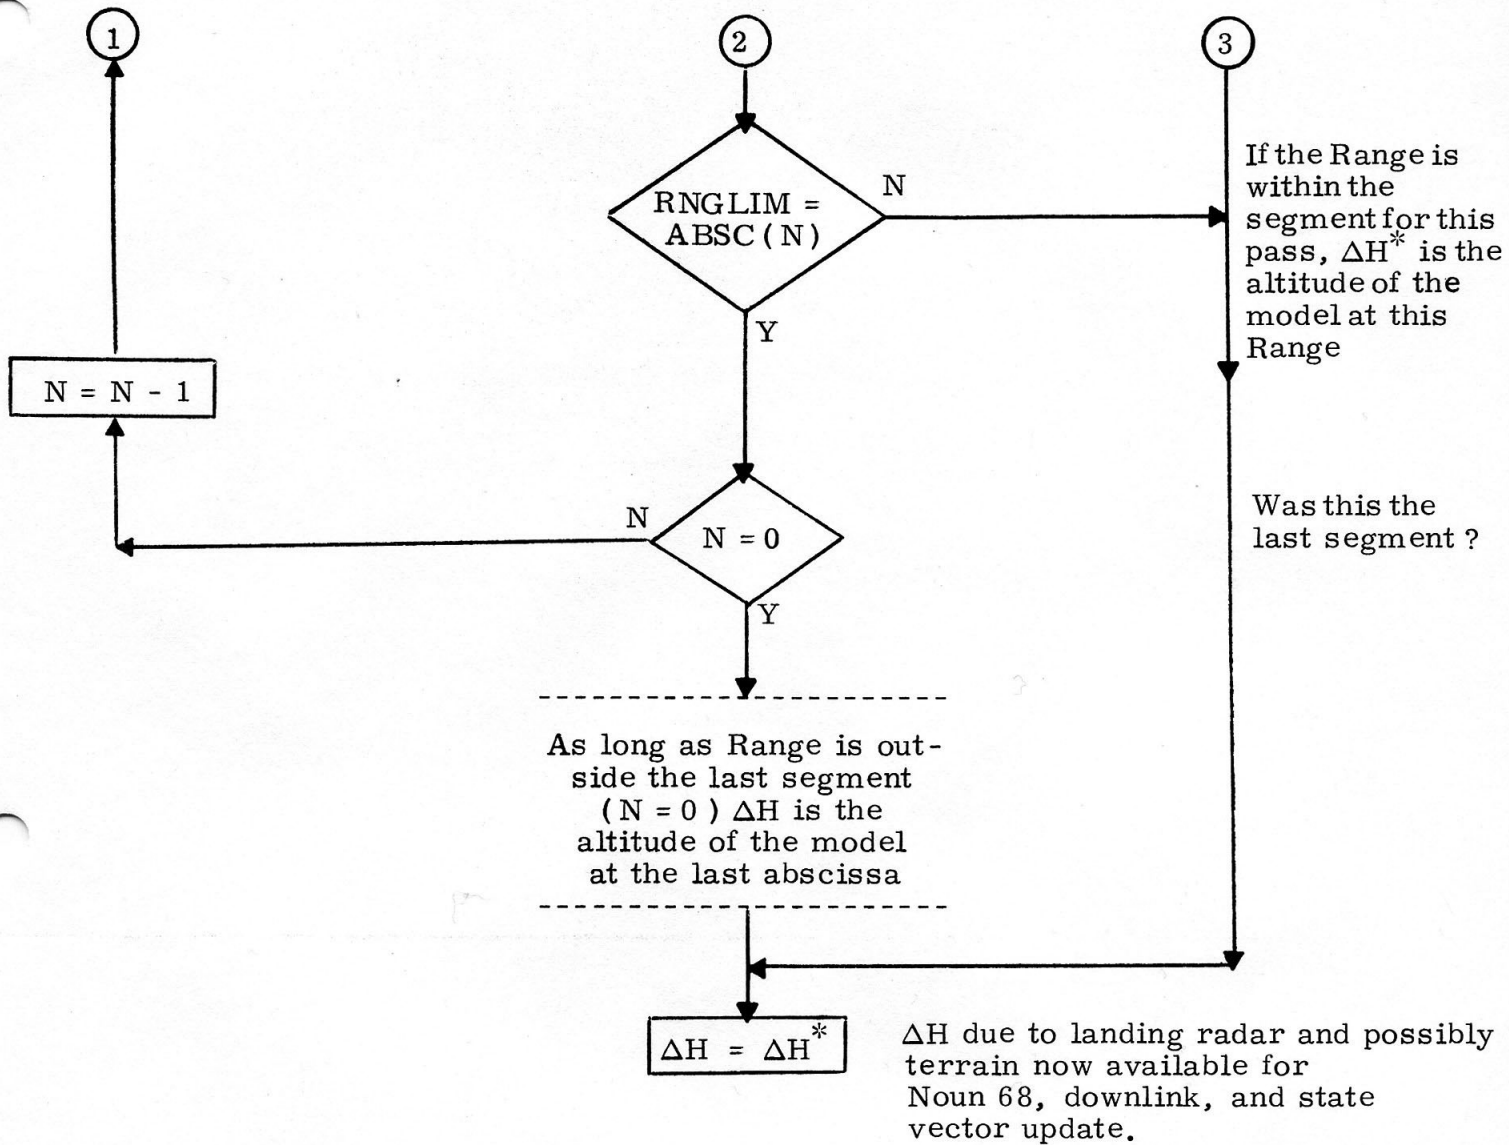 1
2
3
RNGLIM =
ABSC(N)
N
Y
If the Range is
within the
segment for this
pass, ΔH* is the
altitude of the
model at this
Range
N = N - 1
N
N = 0
Y
Was this the
last segment ?
As long as Range is out-
side the last segment
(N = 0) ΔH is the
altitude of the model
at the last abscissa
ΔH = ΔH*
ΔH due to landing radar and possibly
terrain now available for
Noun 68, downlink, and state
vector update.